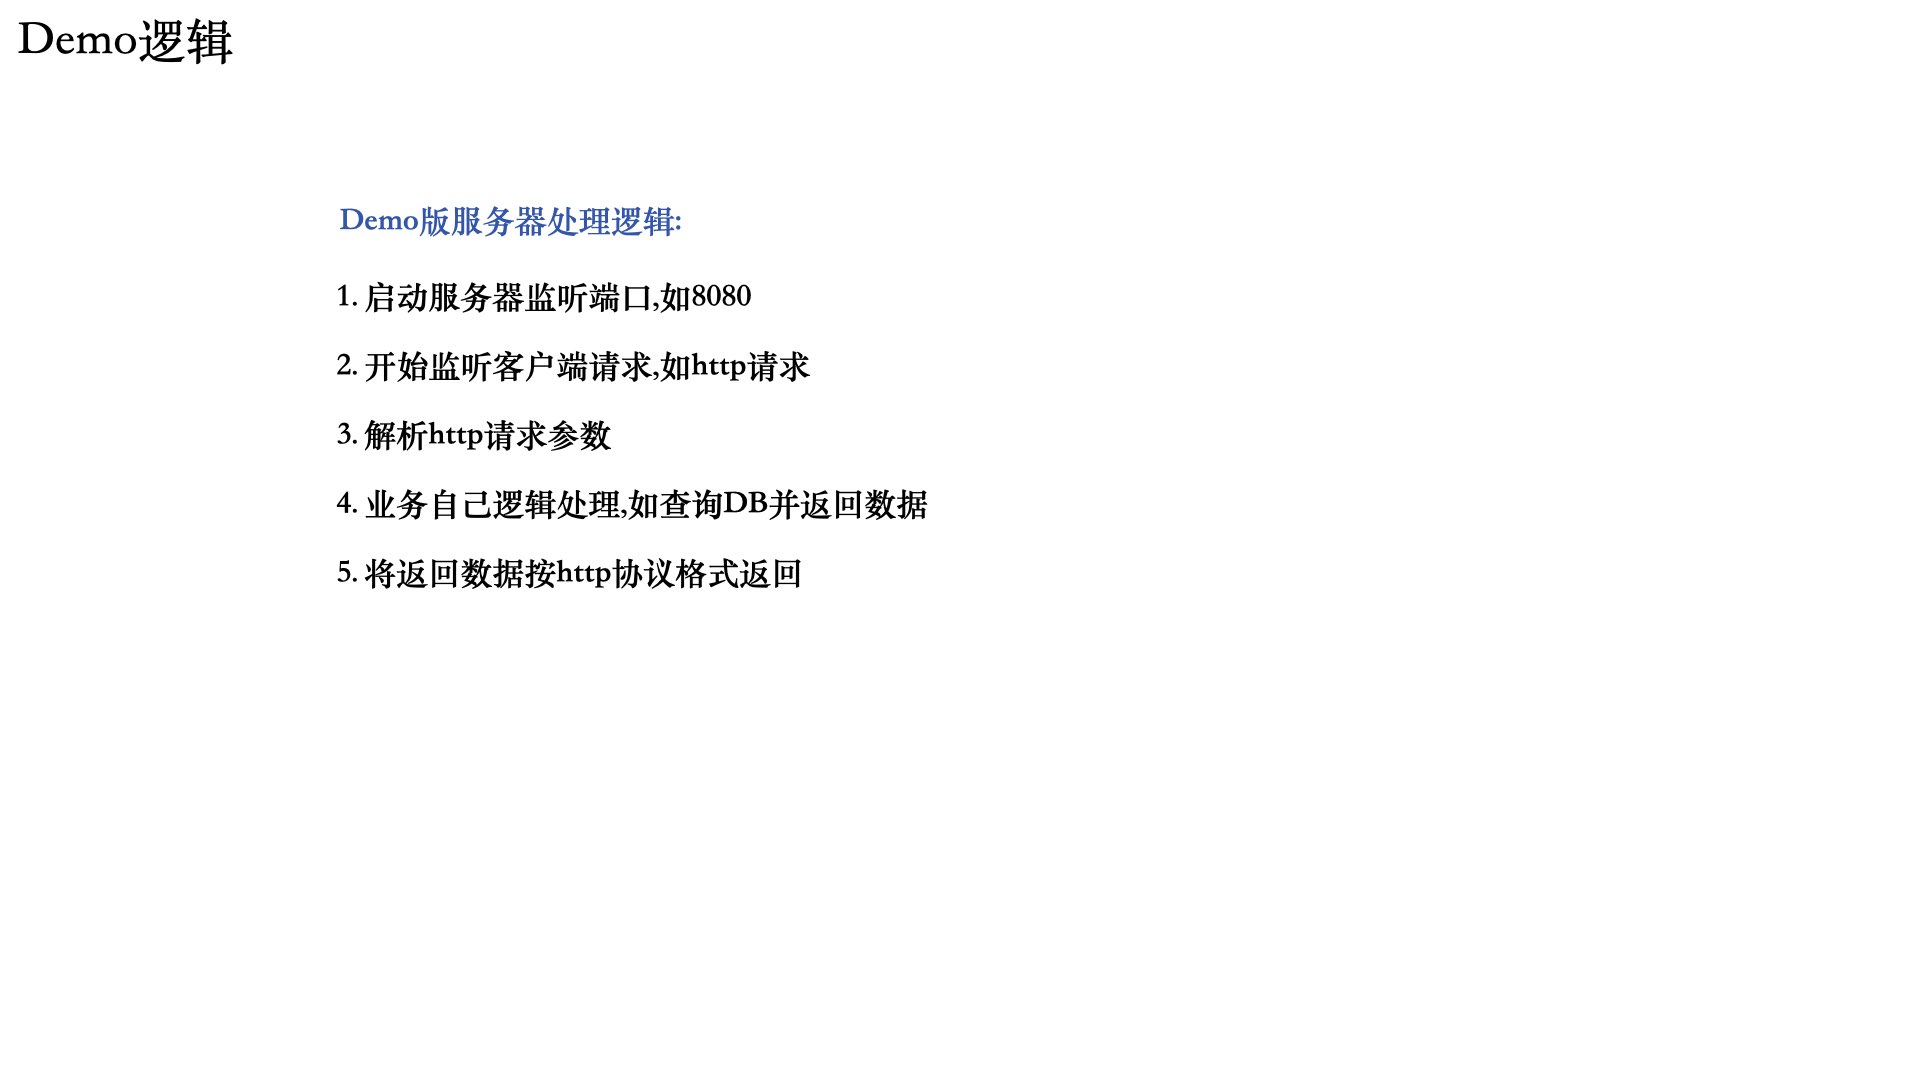 Demo逻辑
Demo版服务器处理逻辑:
1. 启动服务器监听端口,如8080
2. 开始监听客户端请求,如http请求
3. 解析http请求参数
4. 业务自己逻辑处理,如查询DB并返回数据
5. 将返回数据按http协议格式返回